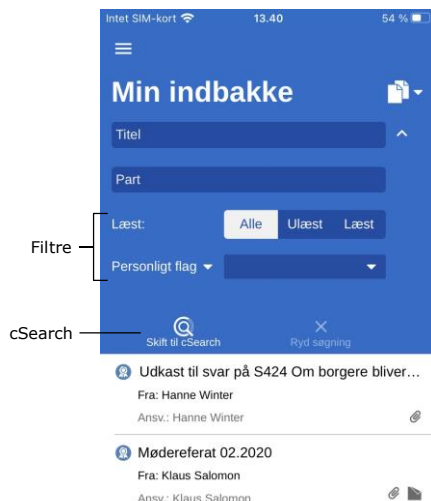 Intet SIM-kort 13.40 54 %
Min indbakke
Titel
Part
Læst: Alle Ulæst Læst
Filtre
Personligt flag
cSearch
Skift til cSearch Ryd søgning
Udkast til svar på S424 Om borgere bliver…
Fra: Hanne Winter
Ansv.: Hanne Winter
Mødereferat 02.2020
Fra: Klaus Salomon
Ansv.: Klaus Salomon